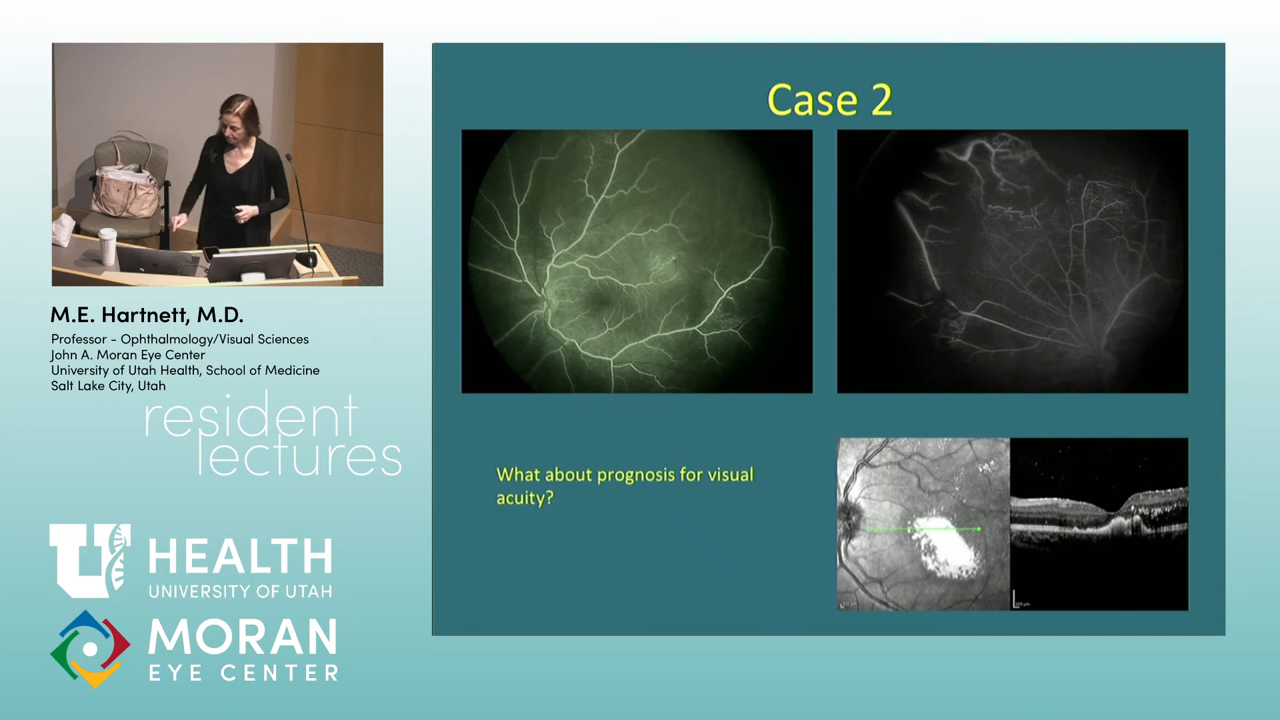 Case 2
M.E. Hartnett, M.D.
Professor - Ophthalmology/Visual Sciences
John A. Moran Eye Center
University of Utah Health, School of Medicine
Salt Lake City, Utah
resident
lectures
What about prognosis for visual
acuity?
U HEALTH
UNIVERSITY OF UTAH
MORAN
EYE CENTER